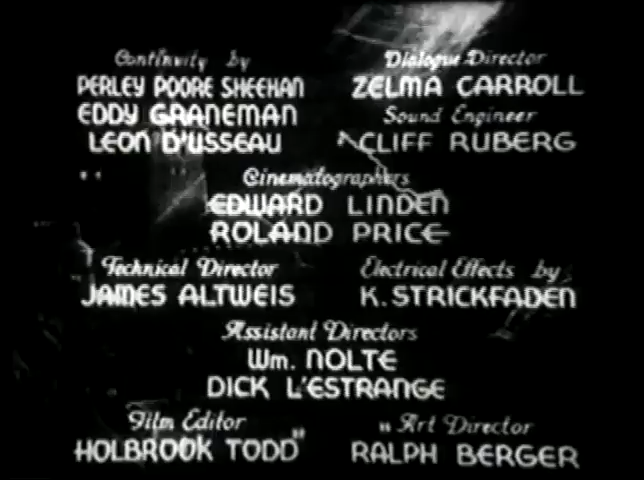 Continuity by
PERLEY POORE SHEEHAN
EDDY GRANEMAN
LEON D'USSEAU
Dialogue Director
ZELMA CARROLL
Sound Engineer
CLIFF RUBERG
Cinematographers
EDWARD LINDEN
ROLAND PRICE
Technical Director
JAMES ALTWEIS
Electrical Effects by
K. STRICKFADEN
Assistant Directors
Wm. NOLTE
DICK L'ESTRANGE
Film Editor
HOLBROOK TODD
Art Director
RALPH BERGER